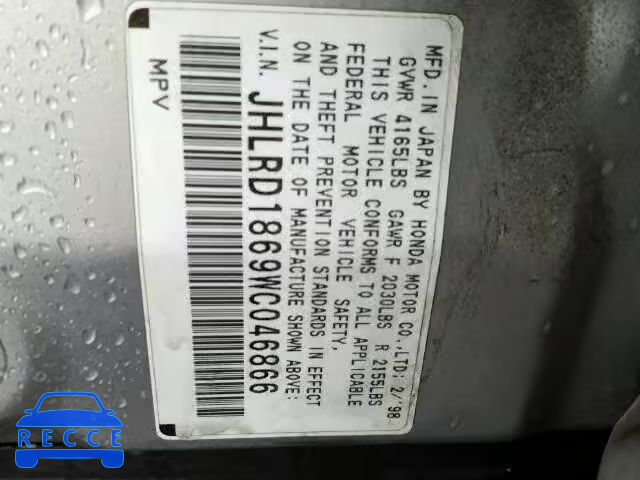 MFD. IN JAPAN BY HONDA MOTOR CO.,LTD. 2/'98
GVWR 4165LBS GAWR F 2030LBS R 2155LBS
THIS VEHICLE CONFORMS TO ALL APPLICABLE
FEDERAL MOTOR VEHICLE SAFETY,
AND THEFT PREVENTION STANDARDS IN EFFECT
ON THE DATE OF MANUFACTURE SHOWN ABOVE:
V.I.N. JHLRD1869WC046866
MPV
RECCE